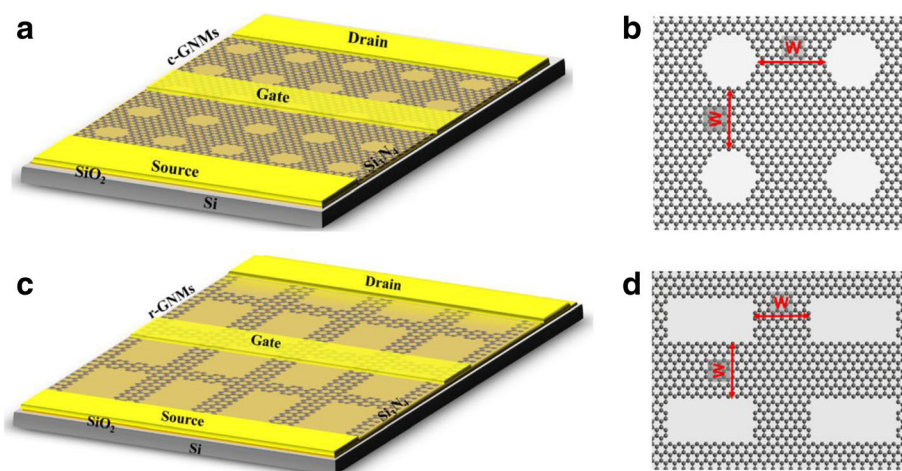 a
c-GNMs
Drain
Gate
Source
Si₃N₄
SiO₂
Si
b
W
W
c
r-GNMs
Drain
Gate
Source
Si₃N₄
SiO₂
Si
d
W
W